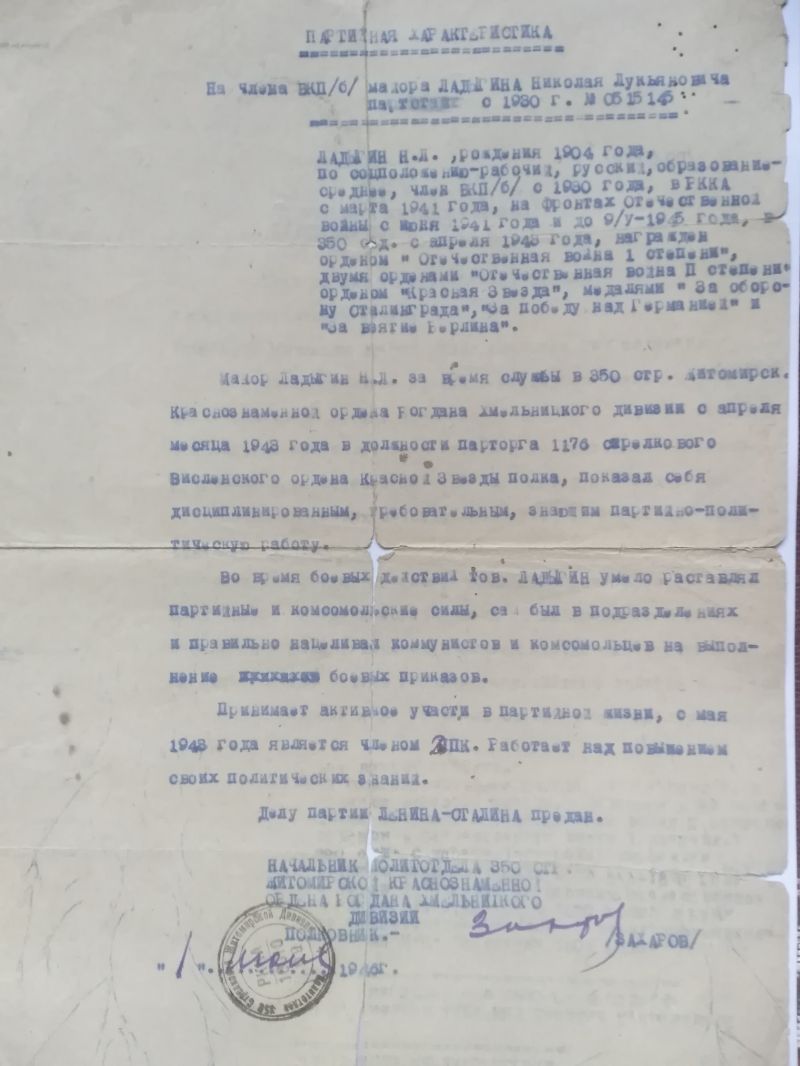 ПАРТИЙНАЯ ХАРАКТЕРИСТИКА
На члена ВКП/б/ майора ЛАДЫГИНА Николая Лукьяновича
с 1930 г. № 0515145
ЛАДЫГИН Н.Л. ,рождения 1904 года,
по соцположению-рабочий, русский, образование-
среднее, член ВКП/б/ с 1930 года, в РККА
с марта 1941 года, на фронтах Отечественной
войны с июня 1941 года и до 9/У-1945 года, в
350 с.д. с апреля 1943 года, награжден
орденом " Отечественная война 1 степени",
двумя орденами "Отечественная война П степени"
орденом "Красная Звезда", медалями " За оборо-
ну Сталинграда", "За победу над Германией" и
"За взятие Берлина".
Майор Ладыгин Н.Л. за время службы в 350 стр. Житомирск.
Краснознаменной ордена Богдана Хмельницкого дивизии с апреля
месяца 1943 года в должности парторга 1176 стрелкового
Висленского ордена Красной Звезды полка, показал себя
дисциплинированным, требовательным, знающим партийно-поли-
тическую работу.
Во время боевых действий тов. ЛАДЫГИН умело раставлял
партийные и комсомольские силы, сам был в подразделениях
и правильно нацеливал коммунистов и комсомольцев на выпол-
нение боевых приказов.
Принимает активное участи в партийной жизни, с мая
1943 года является членом ДПК. Работает над повышением
своих политических знаний.
Делу партии ЛЕНИНА-СТАЛИНА предан.
НАЧАЛЬНИК ПОЛИТОТДЕЛА 350 СТР.
ЖИТОМИРСКОЙ КРАСНОЗНАМЕННОЙ
ОРДЕНА БОГДАНА ХМЕЛЬНИЦКОГО
ДИВИЗИИ
ПОЛКОВНИК.- /ЗАХАРОВ/
"1". июня 1946г.